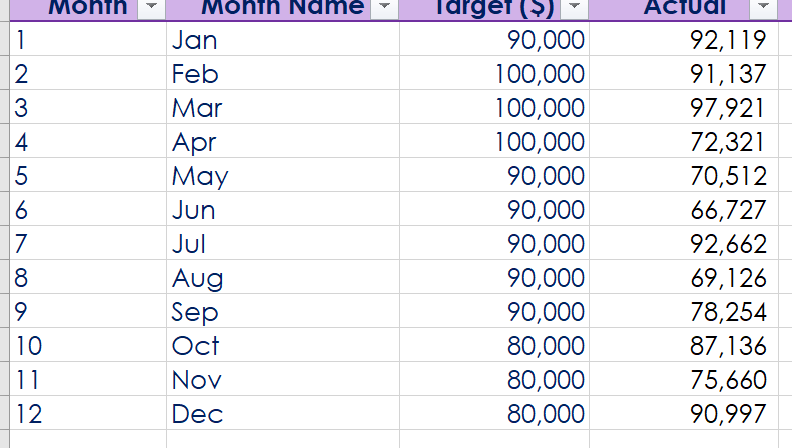 Month Month Name Target ($) Actual
1 Jan 90,000 92,119
2 Feb 100,000 91,137
3 Mar 100,000 97,921
4 Apr 100,000 72,321
5 May 90,000 70,512
6 Jun 90,000 66,727
7 Jul 90,000 92,662
8 Aug 90,000 69,126
9 Sep 90,000 78,254
10 Oct 80,000 87,136
11 Nov 80,000 75,660
12 Dec 80,000 90,997